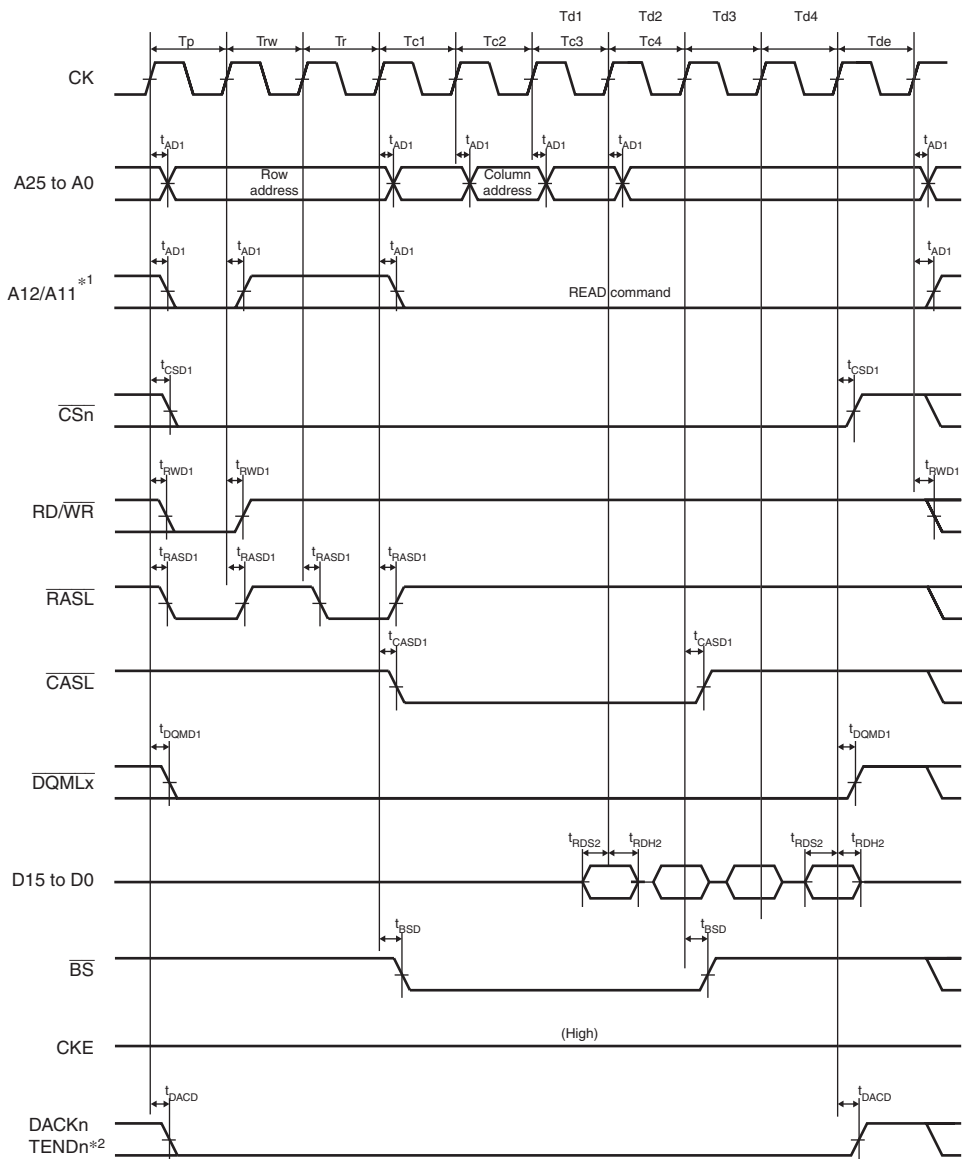 Td1 Td2 Td3 Td4
Tp Trw Tr Tc1 Tc2 Tc3 Tc4 Tde
CK
tAD1 tAD1 tAD1 tAD1 tAD1 tAD1
A25 to A0
Row
address
Column
address
tAD1 tAD1 tAD1 tAD1
A12/A11*1
READ command
tCSD1 tCSD1
CSn
tRWD1 tRWD1 tRWD1
RD/WR
tRASD1 tRASD1 tRASD1 tRASD1
RASL
tCASD1 tCASD1
CASL
tDQMD1 tDQMD1
DQMLx
tRDS2 tRDH2 tRDS2 tRDH2
D15 to D0
tBSD tBSD
BS
(High)
CKE
tDACD tDACD
DACKn
TENDn*2